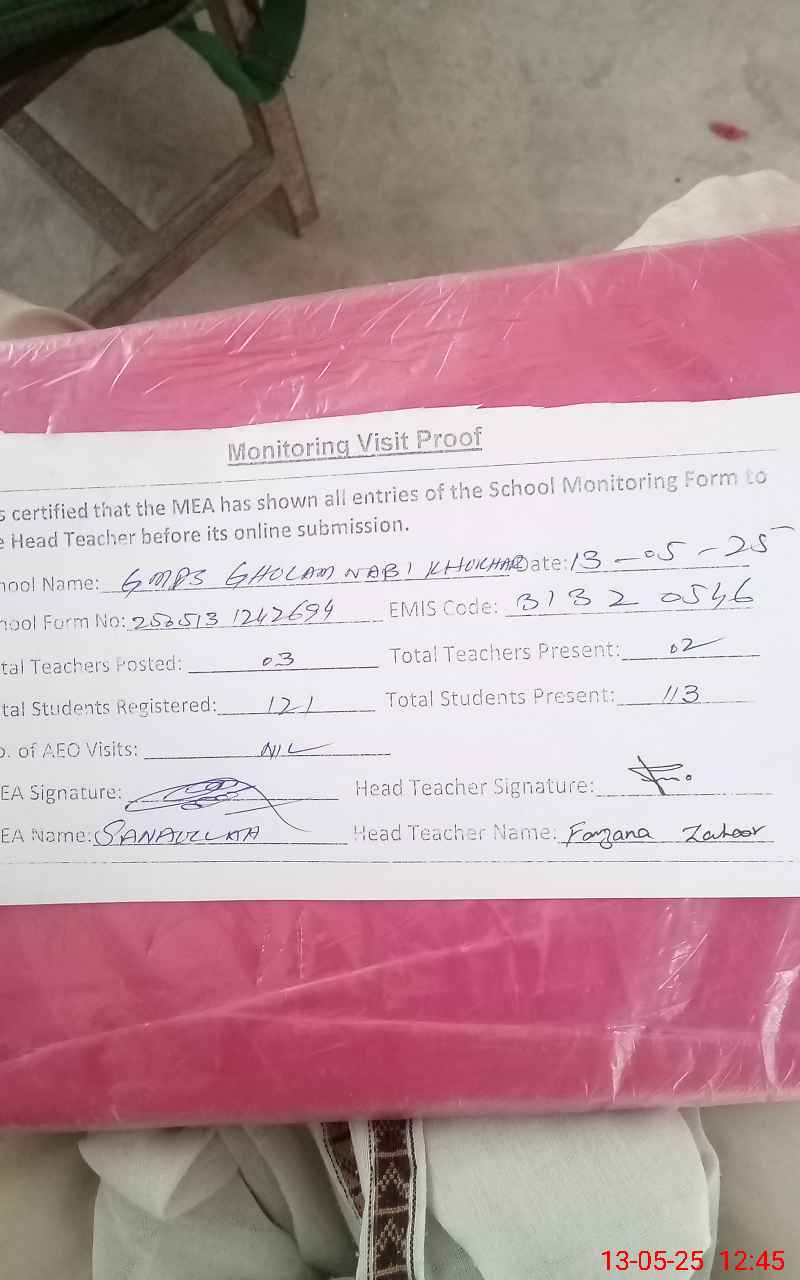 Monitoring Visit Proof
s certified that the MEA has shown all entries of the School Monitoring Form to
e Head Teacher before its online submission.
hool Name: GMPS GHOLAM NABI KHOKHAR Date: 13-05-25
hool Form No: 250513 1242694 EMIS Code: 31320546
tal Teachers Posted: 03 Total Teachers Present: 02
tal Students Registered: 121 Total Students Present: 113
o. of AEO Visits: NIL
EA Signature: Head Teacher Signature:
EA Name: SANAULLAH Head Teacher Name: Farzana Zahoor
13-05-25 12:45